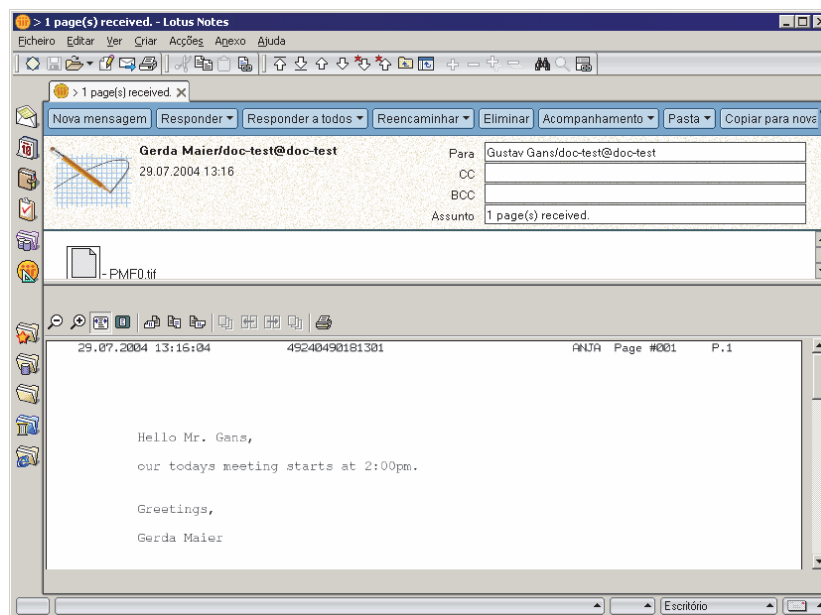 > 1 page(s) received. - Lotus Notes
Ficheiro Editar Ver Criar Acções Anexo Ajuda
> 1 page(s) received.
Nova mensagem Responder Responder a todos Reencaminhar Eliminar Acompanhamento Pasta Copiar para nova
Gerda Maier/doc-test@doc-test
29.07.2004 13:16
Para Gustav Gans/doc-test@doc-test
CC
BCC
Assunto 1 page(s) received.
- PMF0.tif
29.07.2004 13:16:04 49240490181301 ANJA Page #001 P.1
Hello Mr. Gans,
our todays meeting starts at 2:00pm.
Greetings,
Gerda Maier
Escritório